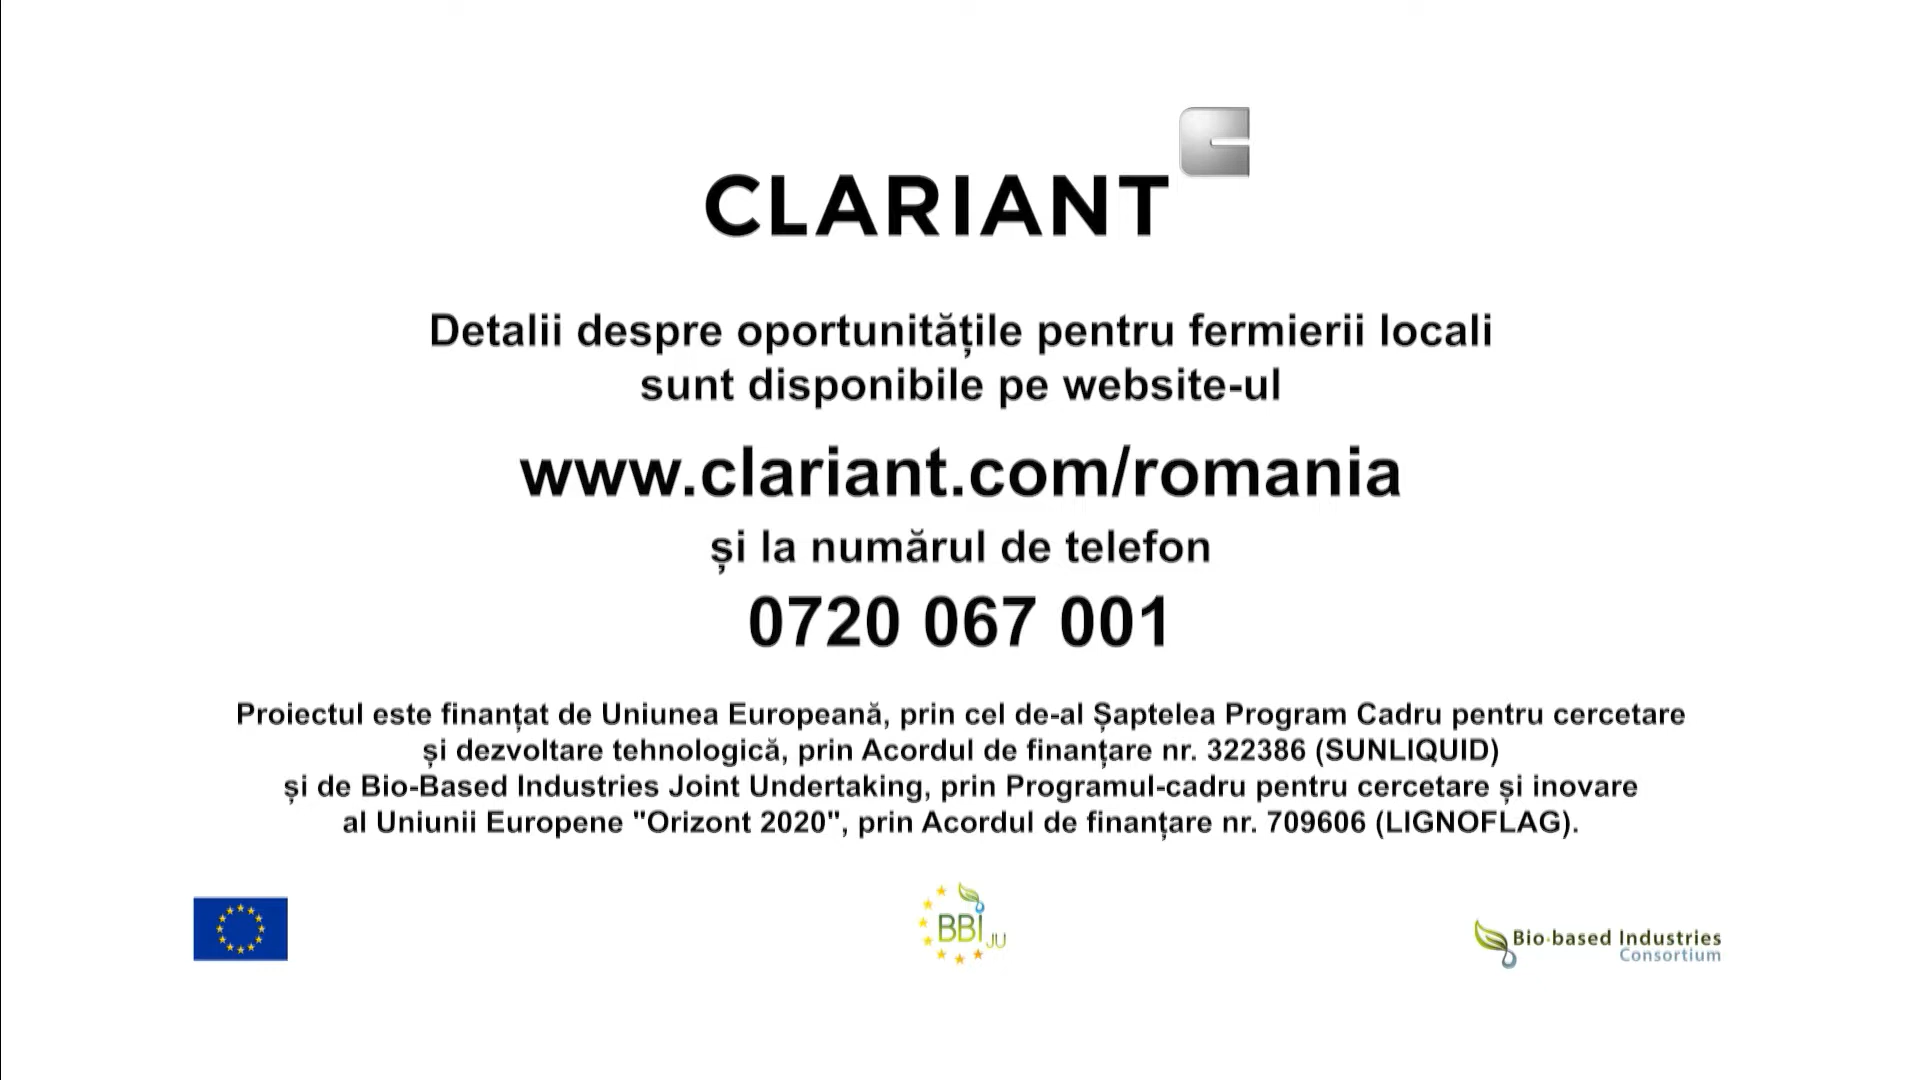 CLARIANT
Detalii despre oportunitățile pentru fermierii locali
sunt disponibile pe website-ul
www.clariant.com/romania
și la numărul de telefon
0720 067 001
Proiectul este finanțat de Uniunea Europeană, prin cel de-al Șaptelea Program Cadru pentru cercetare
și dezvoltare tehnologică, prin Acordul de finanțare nr. 322386 (SUNLIQUID)
și de Bio-Based Industries Joint Undertaking, prin Programul-cadru pentru cercetare și inovare
al Uniunii Europene "Orizont 2020", prin Acordul de finanțare nr. 709606 (LIGNOFLAG).
BBI JU
Bio-based Industries
Consortium